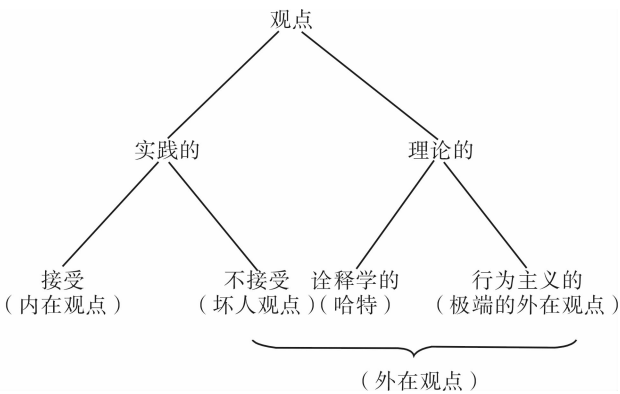 观点
实践的 理论的
接受 不接受 诠释学的 行为主义的
（内在观点） （坏人观点）（哈特） （极端的外在观点）
（外在观点）